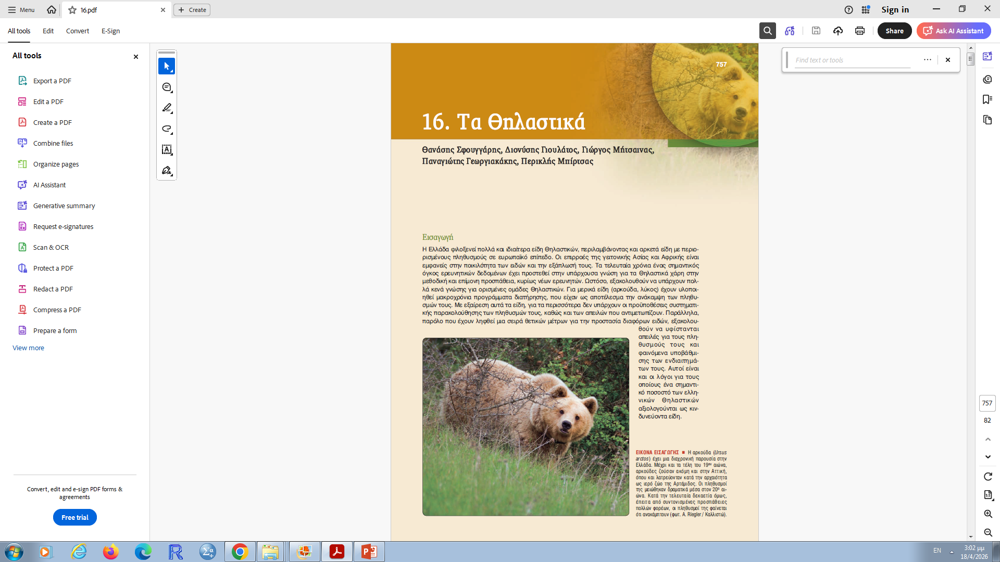 Menu
16.pdf
Create
Sign in
All tools
Edit
Convert
E-Sign
Share
Ask AI Assistant
All tools
Export a PDF
Edit a PDF
Create a PDF
Combine files
Organize pages
AI Assistant
Generative summary
Request e-signatures
Scan & OCR
Protect a PDF
Redact a PDF
Compress a PDF
Prepare a form
View more
Convert, edit and e-sign PDF forms &
agreements
Free trial
Find text or tools
757
16. Τα Θηλαστικά
Θανάσης Σφουγγάρης, Διονύσης Γιουλάτος, Γιώργος Μήτσαινας,
Παναγιώτης Γεωργιακάκης, Περικλής Μπίρτσας
Εισαγωγή
Η Ελλάδα φιλοξενεί πολλά και ιδιαίτερα είδη Θηλαστικών, περιλαμβάνοντας και αρκετά είδη με περιο-
ρισμένους πληθυσμούς σε ευρωπαϊκό επίπεδο. Οι επιρροές της γειτονικής Ασίας και Αφρικής είναι
εμφανείς στην ποικιλότητα των ειδών και την εξάπλωσή τους. Τα τελευταία χρόνια ένας σημαντικός
όγκος ερευνητικών δεδομένων έχει προστεθεί στην υπάρχουσα γνώση για τα Θηλαστικά χάρη στην
μεθοδική και επίμονη προσπάθεια, κυρίως νέων ερευνητών. Ωστόσο, εξακολουθούν να υπάρχουν πολ-
λά κενά γνώσης για ορισμένες ομάδες Θηλαστικών. Για μερικά είδη (αρκούδα, λύκος) έχουν υλοποι-
ηθεί μακροχρόνια προγράμματα διατήρησης, που είχαν ως αποτέλεσμα την ανάκαμψη των πληθυ-
σμών τους. Με εξαίρεση αυτά τα είδη, για τα περισσότερα δεν υπάρχουν οι προϋποθέσεις συστηματι-
κής παρακολούθησης των πληθυσμών τους, καθώς και των απειλών που αντιμετωπίζουν. Παράλληλα,
παρόλο που έχουν ληφθεί μια σειρά θετικών μέτρων για την προστασία διαφόρων ειδών, εξακολου-
θούν να υφίστανται
απειλές για τους πλη-
θυσμούς τους και
φαινόμενα υποβάθμι-
σης των ενδιαιτημά-
των τους. Αυτοί είναι
και οι λόγοι για τους
οποίους ένα σημαντι-
κό ποσοστό των ελλη-
νικών Θηλαστικών
αξιολογούνται ως κιν-
δυνεύοντα είδη.
ΕΙΚΟΝΑ ΕΙΣΑΓΩΓΗΣ ■ Η αρκούδα (Ursus
arctos) έχει μια διαχρονική παρουσία στην
Ελλάδα. Μέχρι και τα τέλη του 19ου αιώνα,
αρκούδες ζούσαν ακόμη και στην Αττική,
όπου και λατρεύονταν κατά την αρχαιότητα
ως ιερό ζώο της Αρτέμιδος. Οι πληθυσμοί
της μειώθηκαν δραματικά μέσα στον 20ο αι-
ώνα. Κατά την τελευταία δεκαετία όμως,
έπειτα από συντονισμένες προσπάθειες
πολλών φορέων, οι πληθυσμοί της φαίνεται
ότι ανακάμπτουν (φωτ. A. Riegler / Καλλιστώ).
757
82
EN
3:02 μμ
18/4/2026